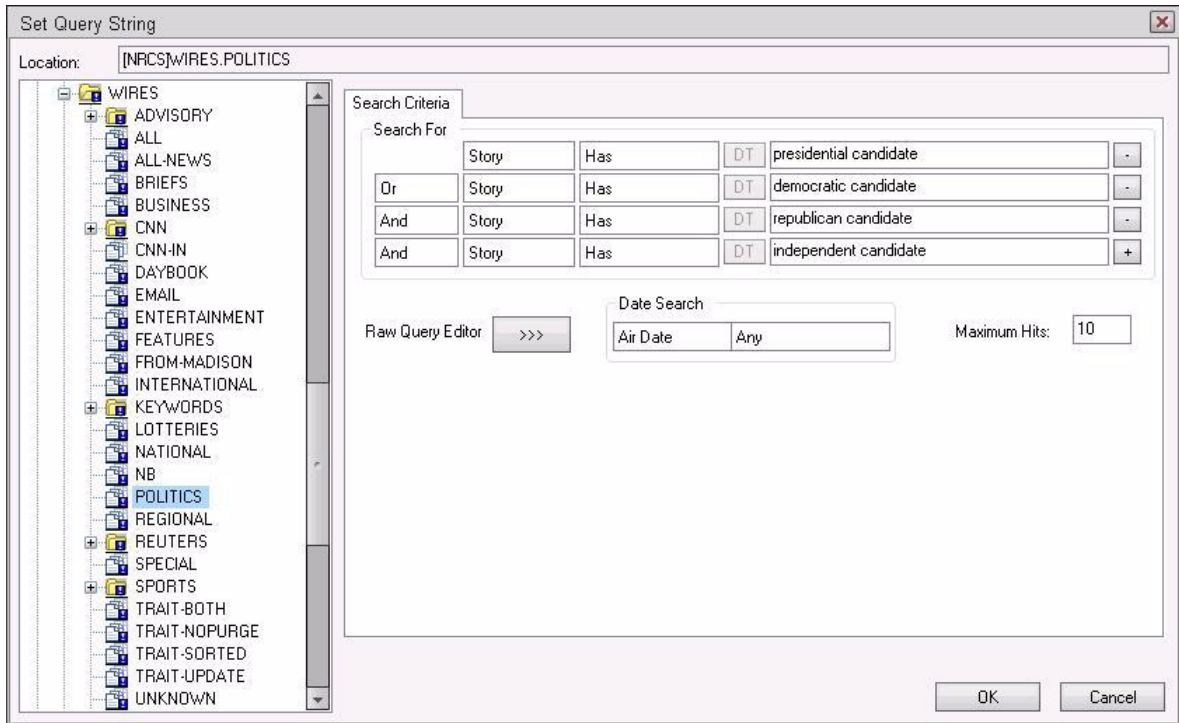 Set Query String
Location: [NRCS]WIRES.POLITICS
WIRES
ADVISORY
ALL
ALL-NEWS
BRIEFS
BUSINESS
CNN
CNN-IN
DAYBOOK
EMAIL
ENTERTAINMENT
FEATURES
FROM-MADISON
INTERNATIONAL
KEYWORDS
LOTTERIES
NATIONAL
NB
POLITICS
REGIONAL
REUTERS
SPECIAL
SPORTS
TRAIT-BOTH
TRAIT-NOPURGE
TRAIT-SORTED
TRAIT-UPDATE
UNKNOWN
Search Criteria
Search For
Story Has DT presidential candidate -
Or Story Has DT democratic candidate -
And Story Has DT republican candidate -
And Story Has DT independent candidate +
Raw Query Editor >>>
Date Search
Air Date Any
Maximum Hits: 10
OK Cancel